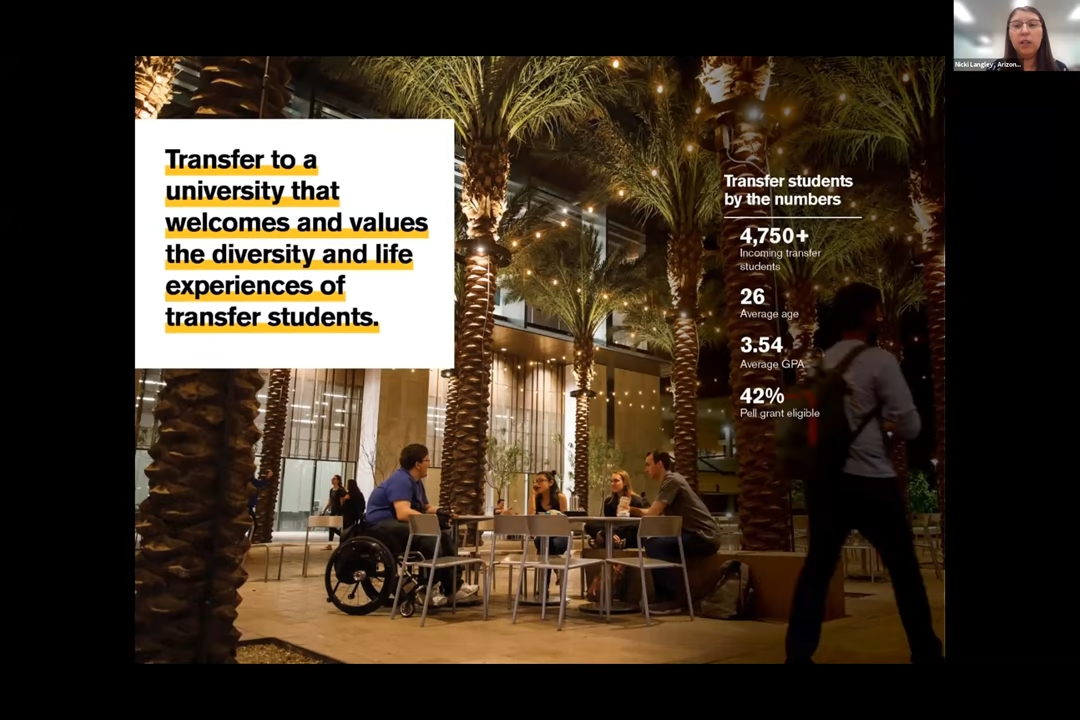 Nicki Langley, Arizon...
Transfer to a
university that
welcomes and values
the diversity and life
experiences of
transfer students.
Transfer students
by the numbers
4,750+
Incoming transfer
students
26
Average age
3.54
Average GPA
42%
Pell grant eligible